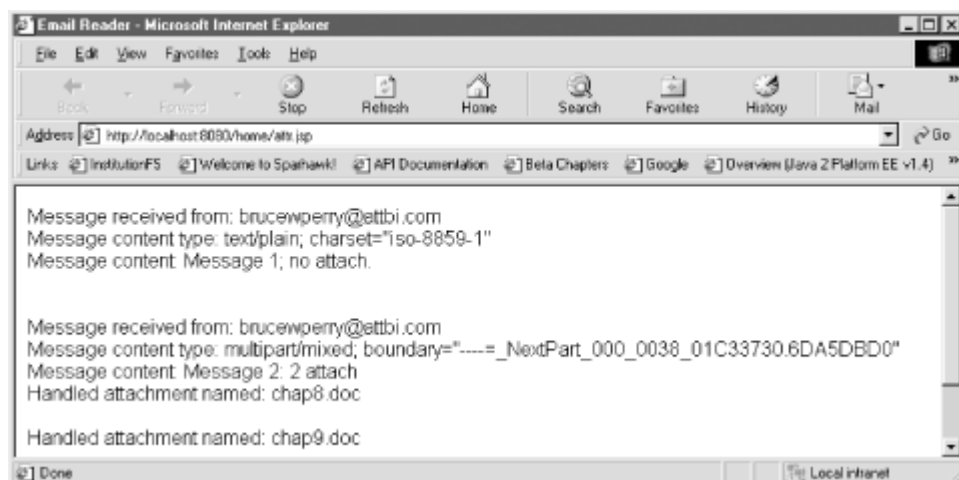 Email Reader - Microsoft Internet Explorer
File Edit View Favorites Tools Help
Back Forward Stop Refresh Home Search Favorites History Mail »
Address http://localhost:8080/home/attr.jsp Go
Links InstitutionFS Welcome to Sparhawk! API Documentation Beta Chapters Google Overview (Java 2 Platform EE v1.4) »
Message received from: brucewperry@attbi.com
Message content type: text/plain; charset="iso-8859-1"
Message content: Message 1; no attach.
Message received from: brucewperry@attbi.com
Message content type: multipart/mixed; boundary="----=_NextPart_000_0038_01C33730.6DA5DBD0"
Message content: Message 2: 2 attach
Handled attachment named: chap8.doc
Handled attachment named: chap9.doc
Done Local intranet